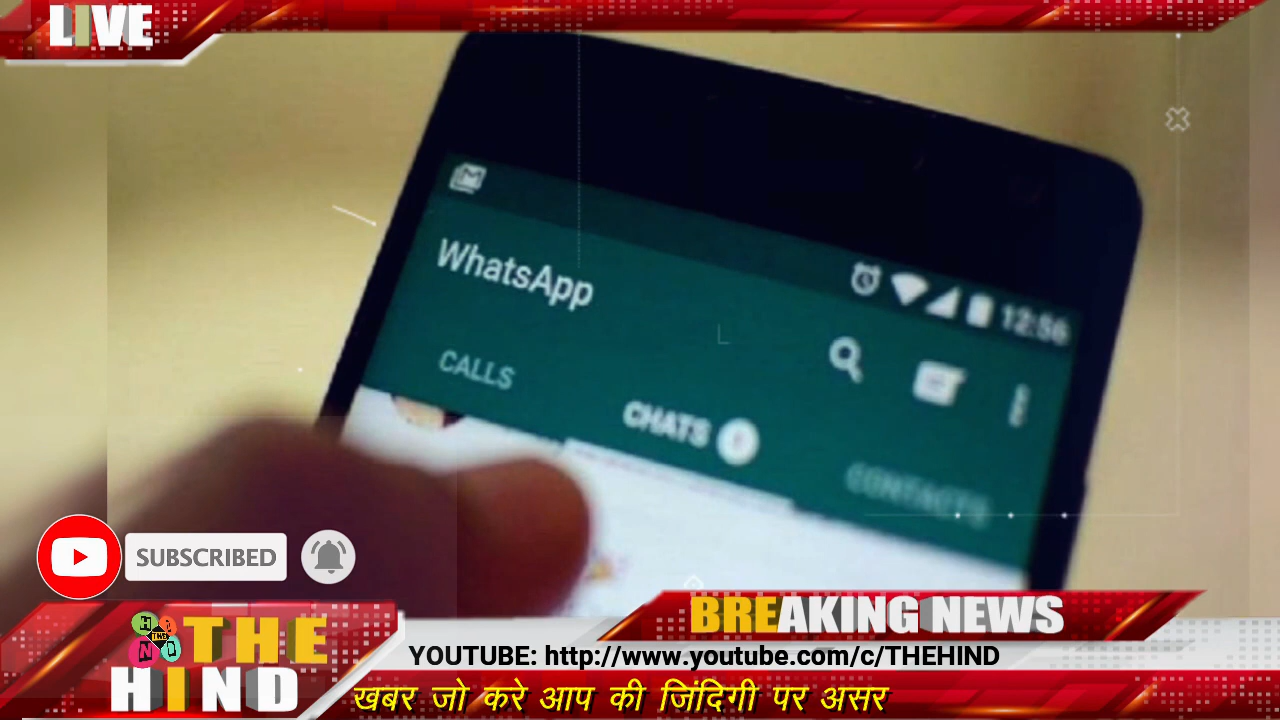 LIVE
WhatsApp
12:56
CALLS
CHATS
CONTACTS
SUBSCRIBED
THE
HIND
BREAKING NEWS
YOUTUBE: http://www.youtube.com/c/THEHIND
खबर जो करे आप की जिंदिगी पर असर